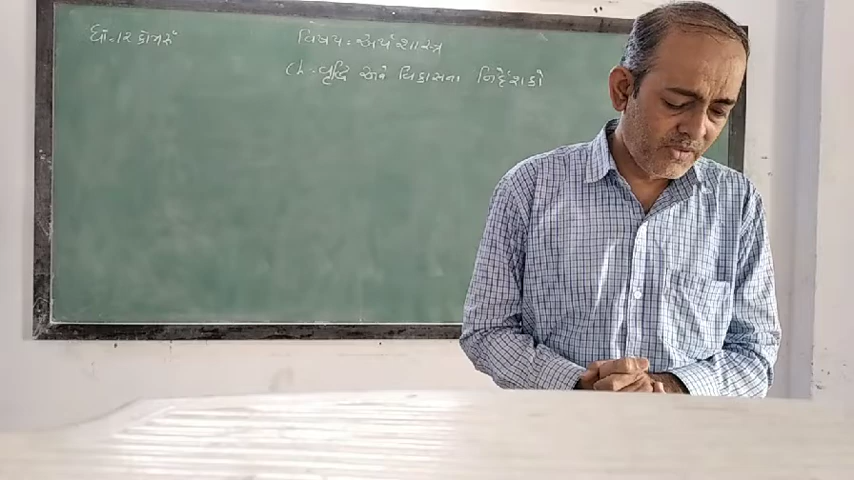 ધો-૧૨ કોમર્સ
વિષય : અર્થશાસ્ત્ર
ch - વૃદ્ધિ અને વિકાસના નિર્દેશકો